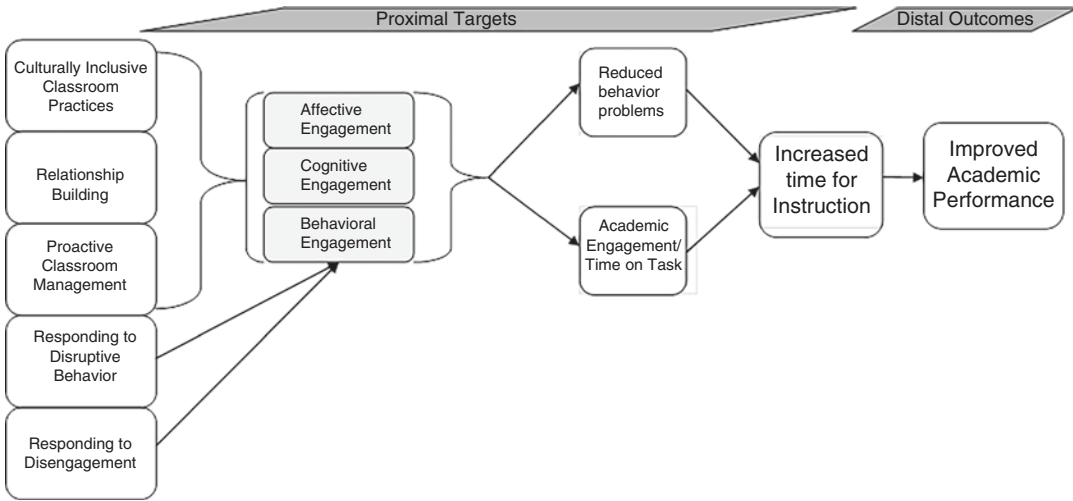 Proximal Targets
Distal Outcomes
Culturally Inclusive
Classroom
Practices
Relationship
Building
Proactive
Classroom
Management
Responding to
Disruptive
Behavior
Responding to
Disengagement
Affective
Engagement
Cognitive
Engagement
Behavioral
Engagement
Reduced
behavior
problems
Academic
Engagement/
Time on Task
Increased
time for
Instruction
Improved
Academic
Performance